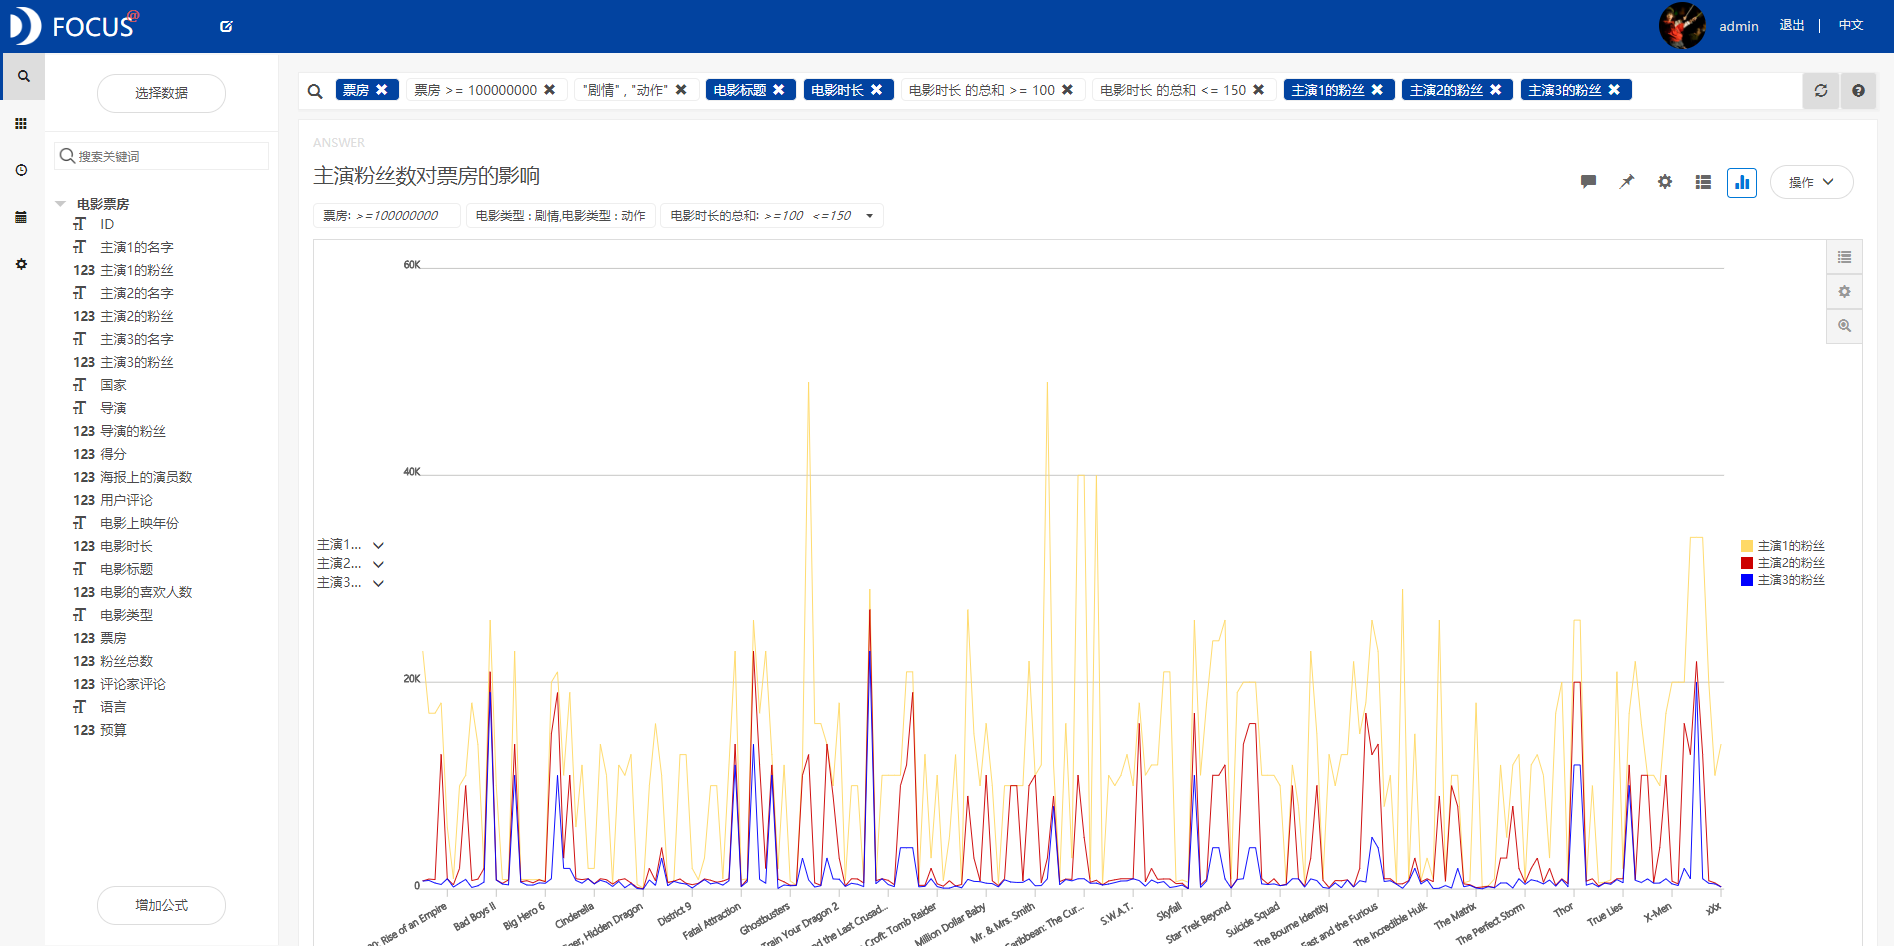 FOCUS@
admin 退出 | 中文
选择数据
搜索关键词
电影票房
ID
主演1的名字
123 主演1的粉丝
主演2的名字
123 主演2的粉丝
主演3的名字
123 主演3的粉丝
国家
导演
123 导演的粉丝
123 得分
123 海报上的演员数
123 用户评论
电影上映年份
123 电影时长
电影标题
123 电影的喜欢人数
电影类型
123 票房
123 粉丝总数
123 评论家评论
语言
123 预算
增加公式
票房 票房 >= 100000000 "剧情" , "动作" 电影标题 电影时长 电影时长 的总和 >= 100 电影时长 的总和 <= 150 主演1的粉丝 主演2的粉丝 主演3的粉丝
ANSWER
主演粉丝数对票房的影响
操作
票房: >=100000000 电影类型 : 剧情,电影类型 : 动作 电影时长的总和: >=100 <=150
60K
40K
20K
0
主演1...
主演2...
主演3...
主演1的粉丝
主演2的粉丝
主演3的粉丝
: Rise of an Empire
Bad Boys II
Big Hero 6
Cinderella
, Hidden Dragon
District 9
Fatal Attraction
Ghostbusters
Train Your Dragon 2
d the Last Crusad...
Croft: Tomb Raider
Million Dollar Baby
Mr. & Mrs. Smith
aribbean: The Cur...
S.W.A.T.
Skyfall
Star Trek Beyond
Suicide Squad
The Bourne Identity
ast and the Furious
The Incredible Hulk
The Matrix
The Perfect Storm
Thor
True Lies
X-Men
xXx